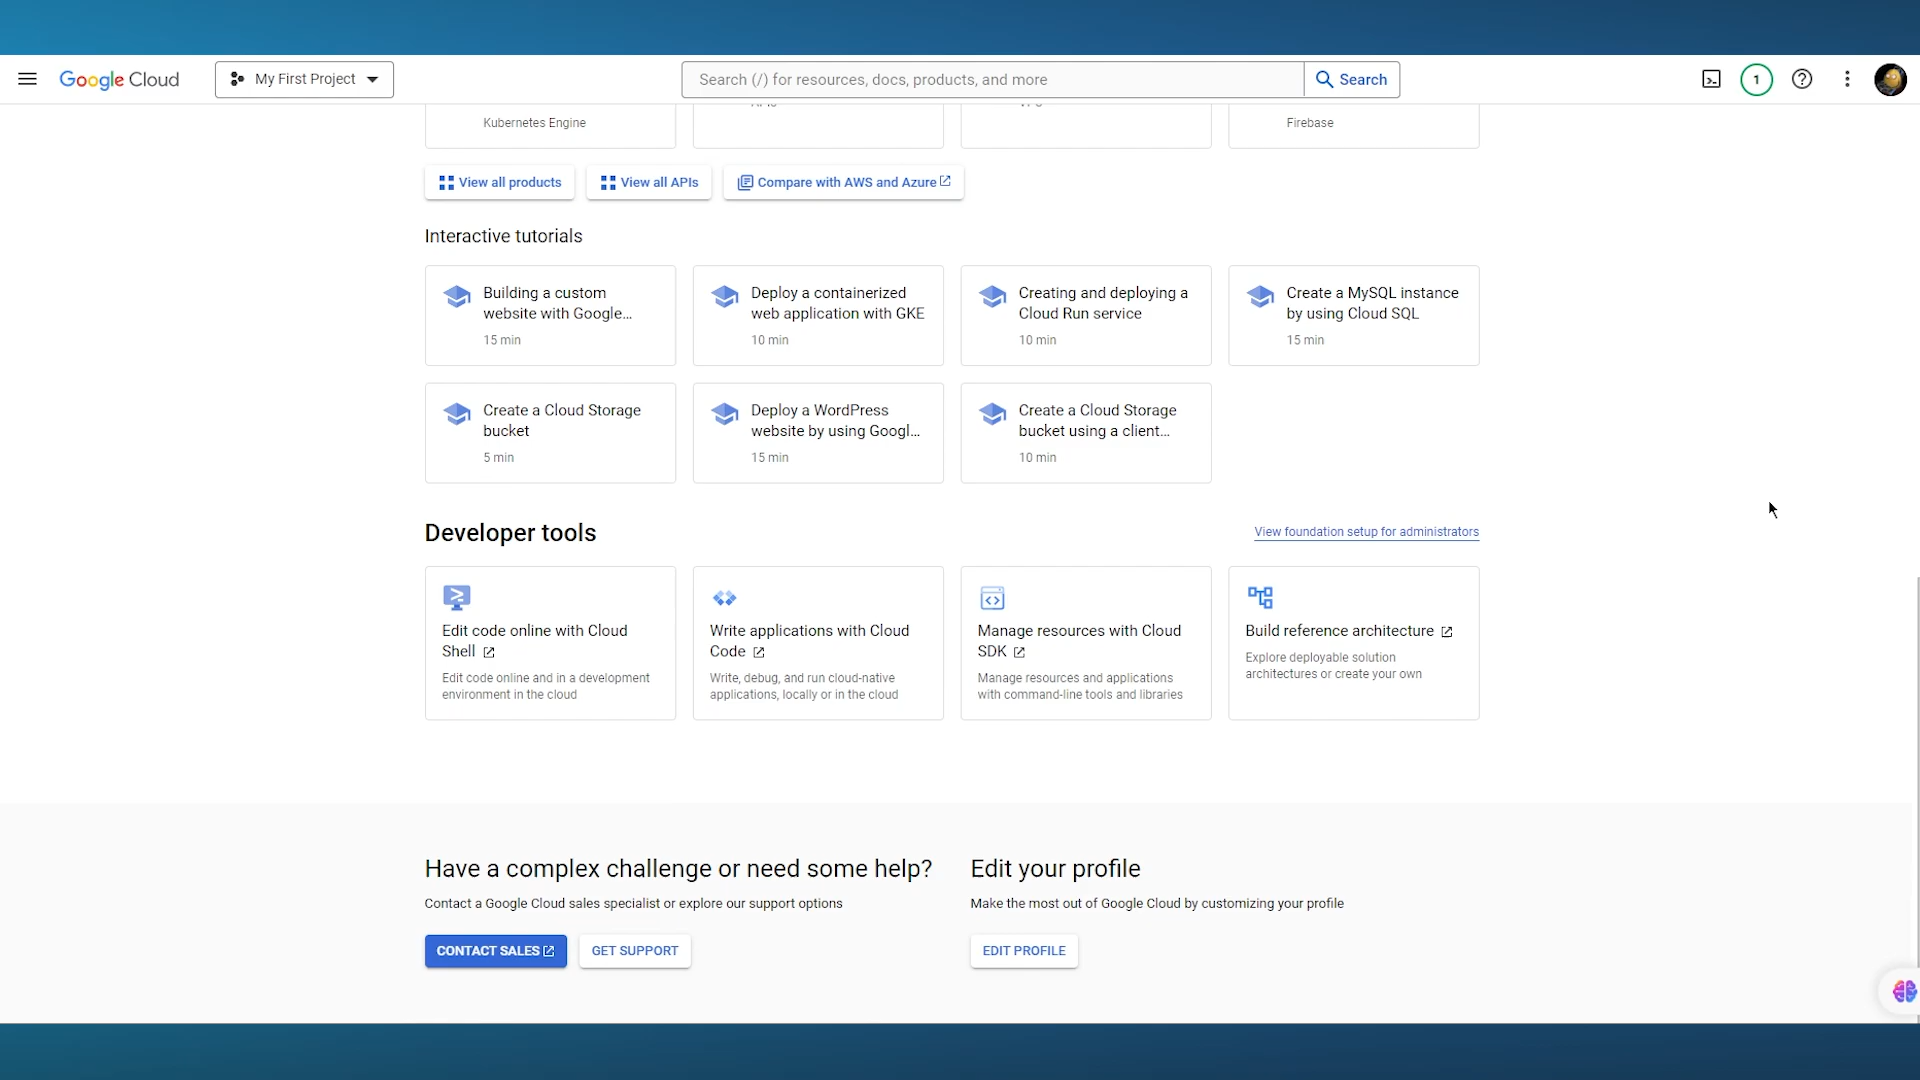 Google Cloud
My First Project
Search (/) for resources, docs, products, and more
Search
1
Kubernetes Engine
Firebase
View all products
View all APIs
Compare with AWS and Azure
Interactive tutorials
Building a custom
website with Google...
15 min
Deploy a containerized
web application with GKE
10 min
Creating and deploying a
Cloud Run service
10 min
Create a MySQL instance
by using Cloud SQL
15 min
Create a Cloud Storage
bucket
5 min
Deploy a WordPress
website by using Googl...
15 min
Create a Cloud Storage
bucket using a client...
10 min
Developer tools
View foundation setup for administrators
Edit code online with Cloud
Shell
Edit code online and in a development
environment in the cloud
Write applications with Cloud
Code
Write, debug, and run cloud-native
applications, locally or in the cloud
Manage resources with Cloud
SDK
Manage resources and applications
with command-line tools and libraries
Build reference architecture
Explore deployable solution
architectures or create your own
Have a complex challenge or need some help?
Contact a Google Cloud sales specialist or explore our support options
CONTACT SALES
GET SUPPORT
Edit your profile
Make the most out of Google Cloud by customizing your profile
EDIT PROFILE